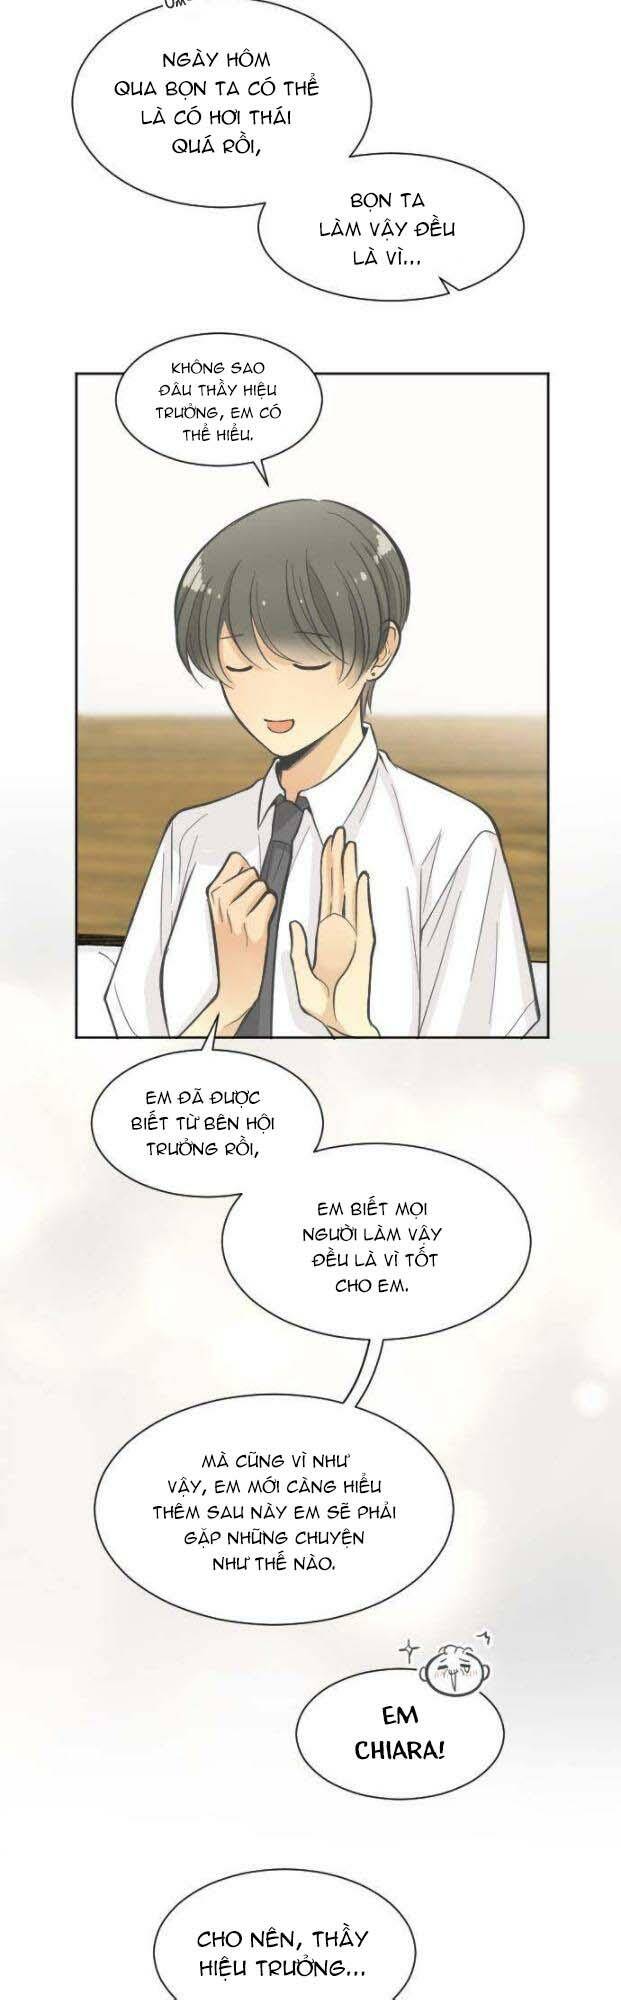 NGÀY HÔM
QUA BỌN TA CÓ THỂ
LÀ CÓ HƠI THÁI
QUÁ RỒI,
BỌN TA
LÀM VẬY ĐỀU
LÀ VÌ...
KHÔNG SAO
ĐÂU THẦY HIỆU
TRƯỞNG, EM CÓ
THỂ HIỂU.
EM ĐÃ ĐƯỢC
BIẾT TỪ BÊN HỘI
TRƯỞNG RỒI,
EM BIẾT MỌI
NGƯỜI LÀM VẬY
ĐỀU LÀ VÌ TỐT
CHO EM.
MÀ CŨNG VÌ NHƯ
VẬY, EM MỚI CÀNG HIỂU
THÊM SAU NÀY EM SẼ PHẢI
GẶP NHỮNG CHUYỆN
NHƯ THẾ NÀO.
EM
CHIARA!
CHO NÊN, THẦY
HIỆU TRƯỞNG...